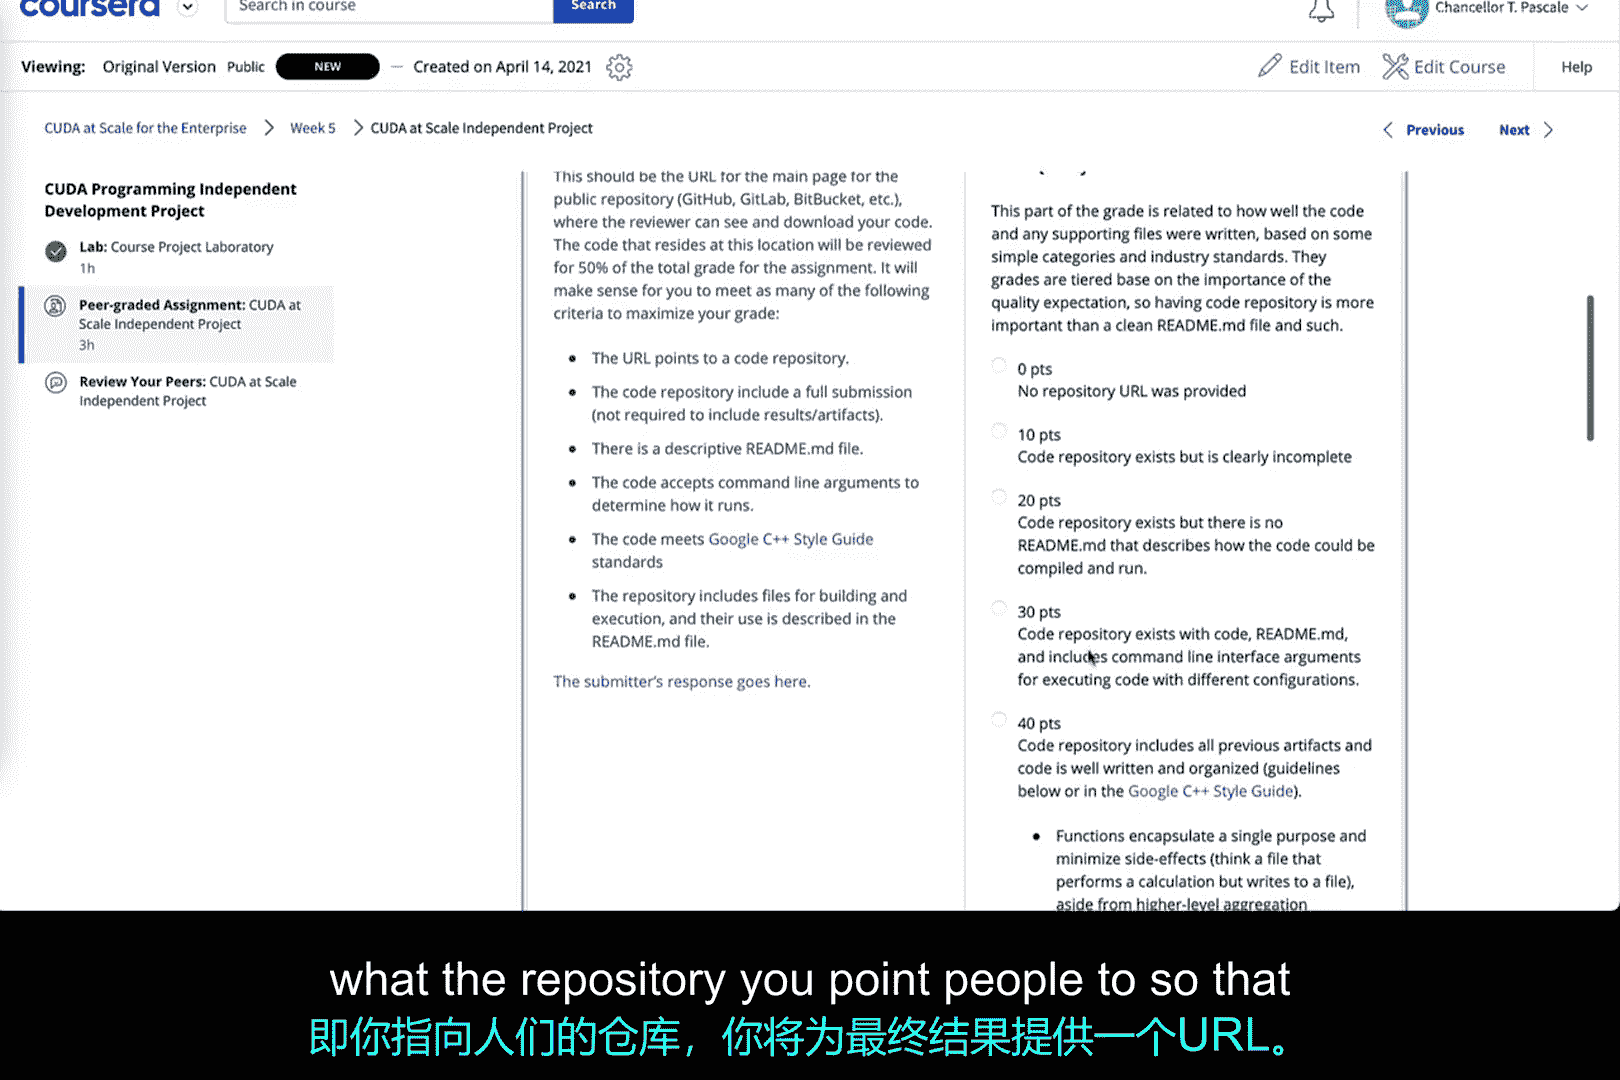 coursera
Search in course
Search
Chancellor T. Pascale
Viewing: Original Version Public NEW — Created on April 14, 2021
Edit Item
Edit Course
Help
CUDA at Scale for the Enterprise > Week 5 > CUDA at Scale Independent Project
Previous
Next
CUDA Programming Independent
Development Project
Lab: Course Project Laboratory
1h
Peer-graded Assignment: CUDA at
Scale Independent Project
3h
Review Your Peers: CUDA at Scale
Independent Project
This should be the URL for the main page for the
public repository (GitHub, GitLab, BitBucket, etc.),
where the reviewer can see and download your code.
The code that resides at this location will be reviewed
for 50% of the total grade for the assignment. It will
make sense for you to meet as many of the following
criteria to maximize your grade:
• The URL points to a code repository.
• The code repository include a full submission
(not required to include results/artifacts).
• There is a descriptive README.md file.
• The code accepts command line arguments to
determine how it runs.
• The code meets Google C++ Style Guide
standards
• The repository includes files for building and
execution, and their use is described in the
README.md file.
The submitter's response goes here.
This part of the grade is related to how well the code
and any supporting files were written, based on some
simple categories and industry standards. They
grades are tiered base on the importance of the
quality expectation, so having code repository is more
important than a clean README.md file and such.
0 pts
No repository URL was provided
10 pts
Code repository exists but is clearly incomplete
20 pts
Code repository exists but there is no
README.md that describes how the code could be
compiled and run.
30 pts
Code repository exists with code, README.md,
and includes command line interface arguments
for executing code with different configurations.
40 pts
Code repository includes all previous artifacts and
code is well written and organized (guidelines
below or in the Google C++ Style Guide).
• Functions encapsulate a single purpose and
minimize side-effects (think a file that
performs a calculation but writes to a file),
aside from higher-level aggregation
what the repository you point people to so that
即你指向人们的仓库，你将为最终结果提供一个URL。